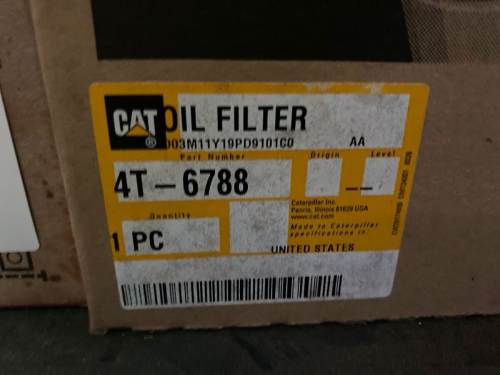 CAT ®
OIL FILTER
003M11Y19PD9101C0 AA
Part Number Origin Level
4T-6788
Caterpillar Inc.
Peoria, Illinois 61629 USA
www.cat.com
Quantity
Made to Caterpillar
specifications in:
1 PC
UNITED STATES